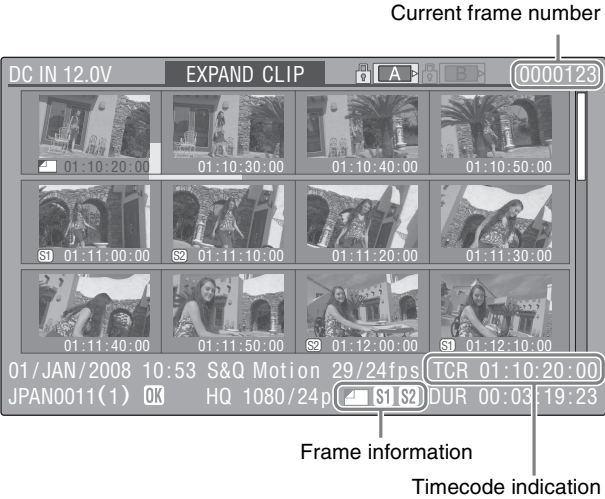 Current frame number
DC IN 12.0V EXPAND CLIP A B 0000123
01:10:20:00 01:10:30:00 01:10:40:00 01:10:50:00
S1 01:11:00:00 S2 01:11:10:00 01:11:20:00 01:11:30:00
01:11:40:00 01:11:50:00 S2 01:12:00:00 S1 01:12:10:00
01/JAN/2008 10:53 S&Q Motion 29/24fps TCR 01:10:20:00
JPAN0011(1) OK HQ 1080/24p S1 S2 DUR 00:03:19:23
Frame information
Timecode indication